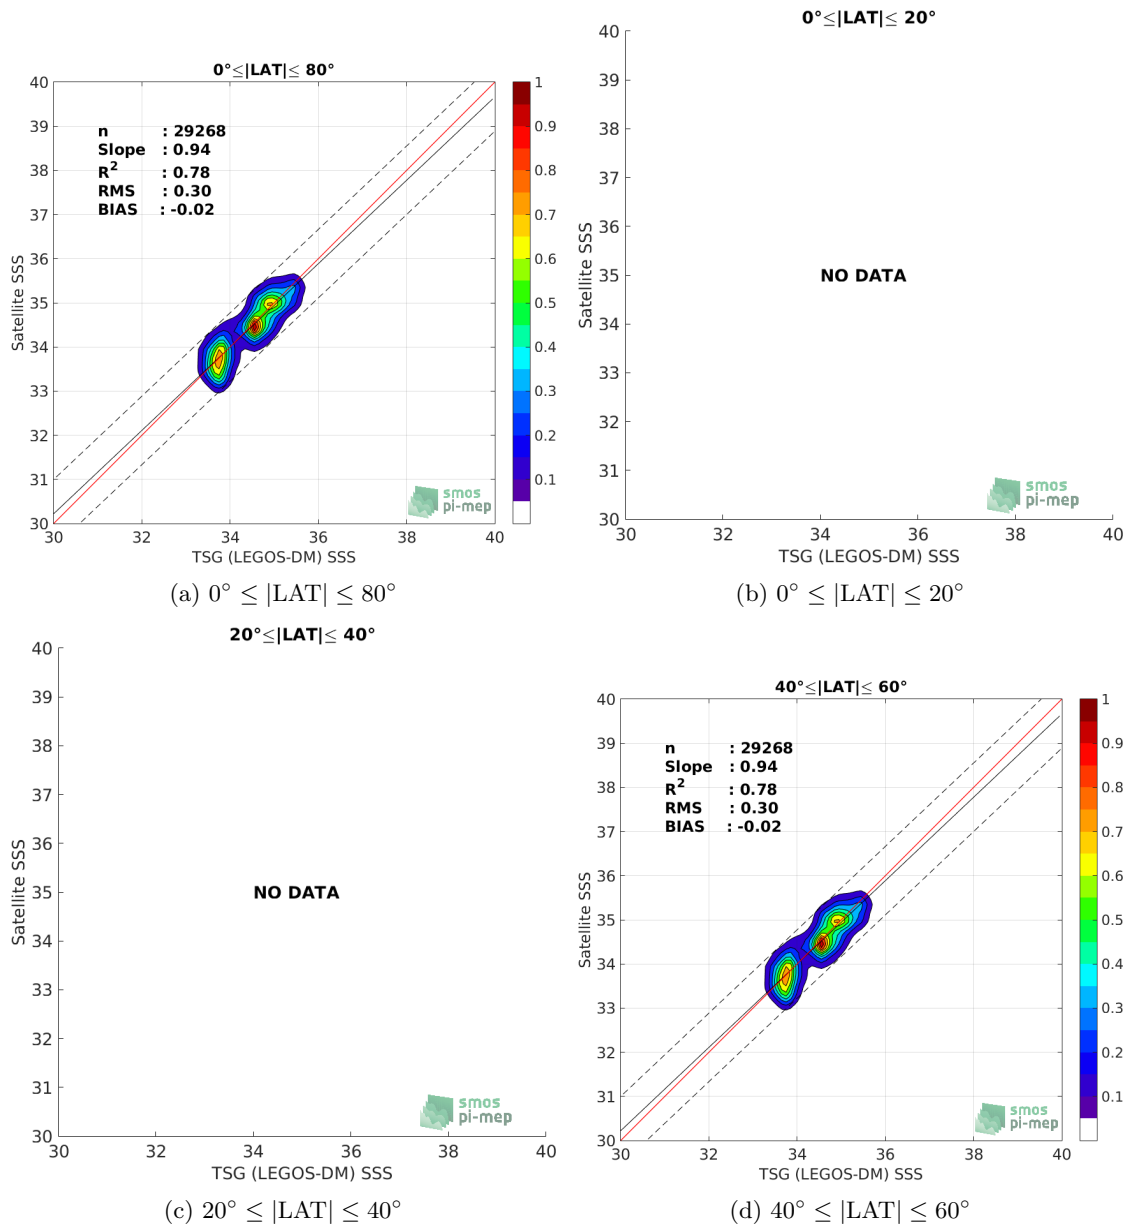 0°≤|LAT|≤ 80°
40
39
38
37
36
35
34
33
32
31
30
Satellite SSS
n : 29268
Slope : 0.94
R² : 0.78
RMS : 0.30
BIAS : -0.02
1
0.9
0.8
0.7
0.6
0.5
0.4
0.3
0.2
0.1
smos
pi-mep
30 32 34 36 38 40
TSG (LEGOS-DM) SSS
(a) 0° ≤ |LAT| ≤ 80°
0°≤|LAT|≤ 20°
40
39
38
37
36
35
34
33
32
31
30
Satellite SSS
NO DATA
smos
pi-mep
30 32 34 36 38 40
TSG (LEGOS-DM) SSS
(b) 0° ≤ |LAT| ≤ 20°
20°≤|LAT|≤ 40°
40
39
38
37
36
35
34
33
32
31
30
Satellite SSS
NO DATA
smos
pi-mep
30 32 34 36 38 40
TSG (LEGOS-DM) SSS
(c) 20° ≤ |LAT| ≤ 40°
40°≤|LAT|≤ 60°
40
39
38
37
36
35
34
33
32
31
30
Satellite SSS
n : 29268
Slope : 0.94
R² : 0.78
RMS : 0.30
BIAS : -0.02
1
0.9
0.8
0.7
0.6
0.5
0.4
0.3
0.2
0.1
smos
pi-mep
30 32 34 36 38 40
TSG (LEGOS-DM) SSS
(d) 40° ≤ |LAT| ≤ 60°